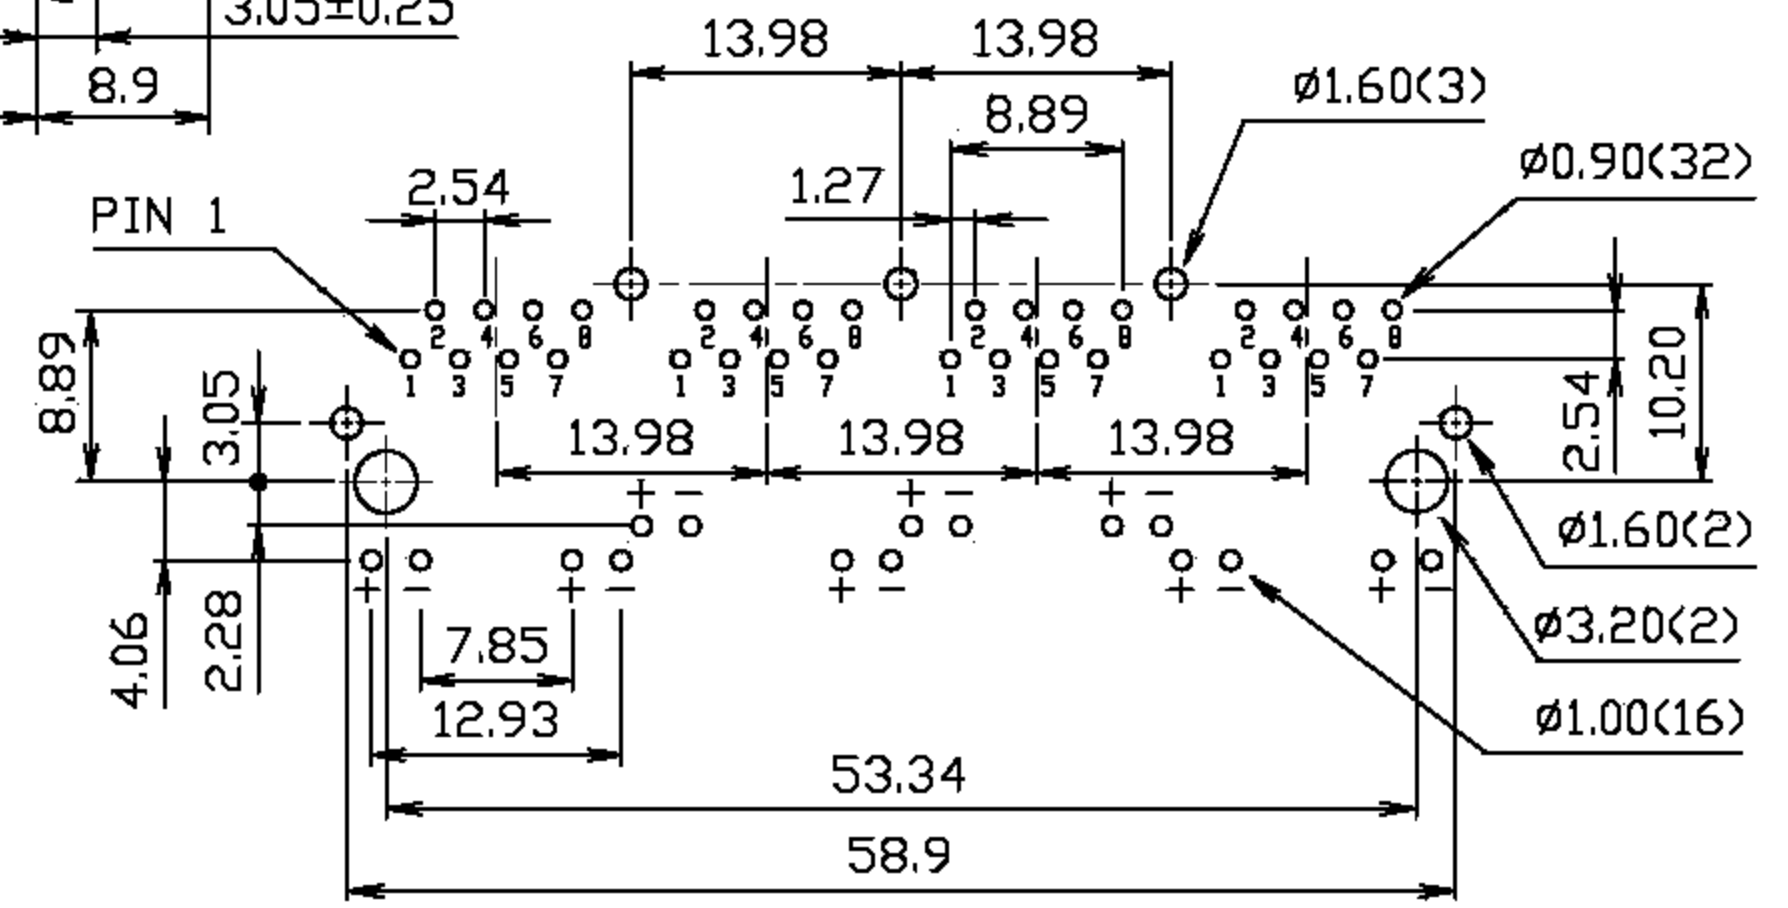 3.05±0.25
8.9
13.98 13.98
8.89
Ø1.60(3)
2.54
1.27
Ø0.90(32)
PIN 1
2 4 6 8 2 4 6 8 2 4 6 8 2 4 6 8
1 3 5 7 1 3 5 7 1 3 5 7 1 3 5 7
8.89
3.05
13.98 13.98 13.98
2.54
10.20
+ − + − + −
Ø1.60(2)
+ − + − + − + − + −
4.06
2.28
7.85
Ø3.20(2)
12.93
Ø1.00(16)
53.34
58.9